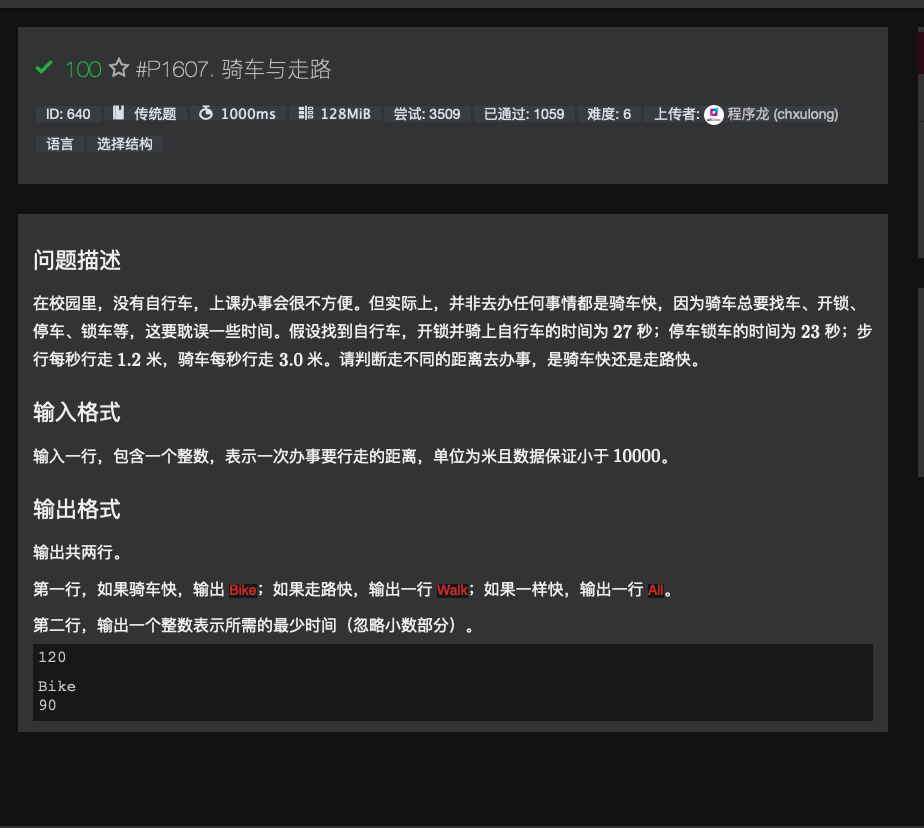 100 #P1607. 骑车与走路
ID: 640 传统题 1000ms 128MiB 尝试: 3509 已通过: 1059 难度: 6 上传者: 程序龙 (chxulong)
语言 选择结构
问题描述
在校园里，没有自行车，上课办事会很不方便。但实际上，并非去办任何事情都是骑车快，因为骑车总要找车、开锁、
停车、锁车等，这要耽误一些时间。假设找到自行车，开锁并骑上自行车的时间为 27 秒；停车锁车的时间为 23 秒；步
行每秒行走 1.2 米，骑车每秒行走 3.0 米。请判断走不同的距离去办事，是骑车快还是走路快。
输入格式
输入一行，包含一个整数，表示一次办事要行走的距离，单位为米且数据保证小于 10000。
输出格式
输出共两行。
第一行，如果骑车快，输出 Bike；如果走路快，输出一行 Walk；如果一样快，输出一行 All。
第二行，输出一个整数表示所需的最少时间（忽略小数部分）。
120
Bike
90